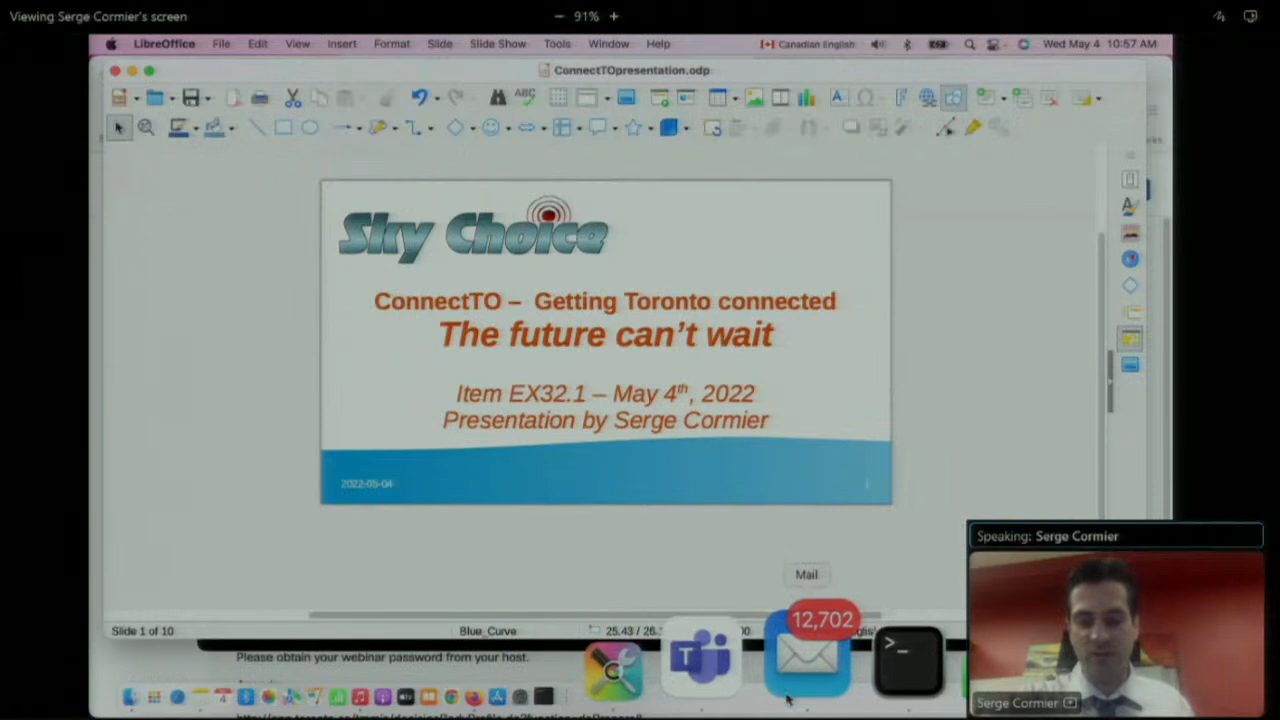 Viewing Serge Cormier's screen
− 91% +
LibreOffice File Edit View Insert Format Slide Slide Show Tools Window Help Canadian English Wed May 4 10:57 AM
ConnectTOpresentation.odp
Sky Choice
ConnectTO – Getting Toronto connected
The future can't wait
Item EX32.1 – May 4th, 2022
Presentation by Serge Cormier
2022-05-04
Speaking: Serge Cormier
Mail
12,702
Slide 1 of 10
Blue_Curve
Please obtain your webinar password from your host.
Serge Cormier